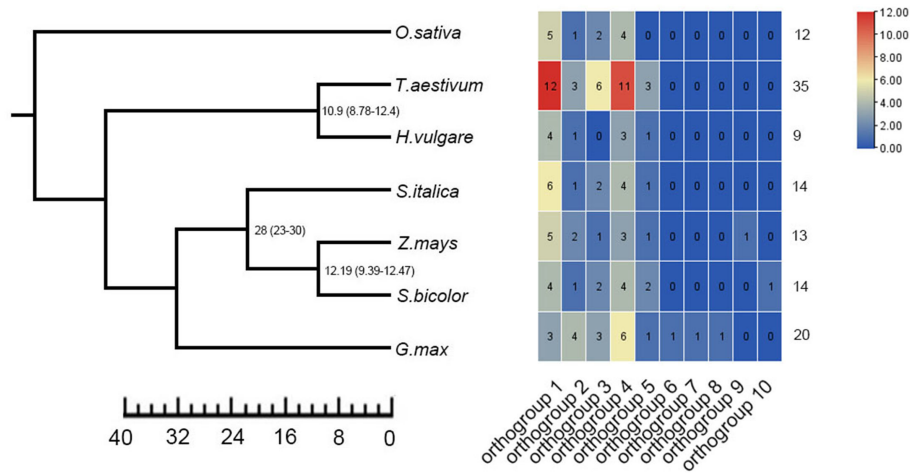 O.sativa 5 1 2 4 0 0 0 0 0 0 12
T.aestivum 12 3 6 11 3 0 0 0 0 0 35
10.9 (8.78-12.4)
H.vulgare 4 1 0 3 1 0 0 0 0 0 9
S.italica 6 1 2 4 1 0 0 0 0 0 14
28 (23-30)
Z.mays 5 2 1 3 1 0 0 0 1 0 13
12.19 (9.39-12.47)
S.bicolor 4 1 2 4 2 0 0 0 0 1 14
G.max 3 4 3 6 1 1 1 1 0 0 20
40 32 24 16 8 0
orthogroup 1
orthogroup 2
orthogroup 3
orthogroup 4
orthogroup 5
orthogroup 6
orthogroup 7
orthogroup 8
orthogroup 9
orthogroup 10
12.00
10.00
8.00
6.00
4.00
2.00
0.00